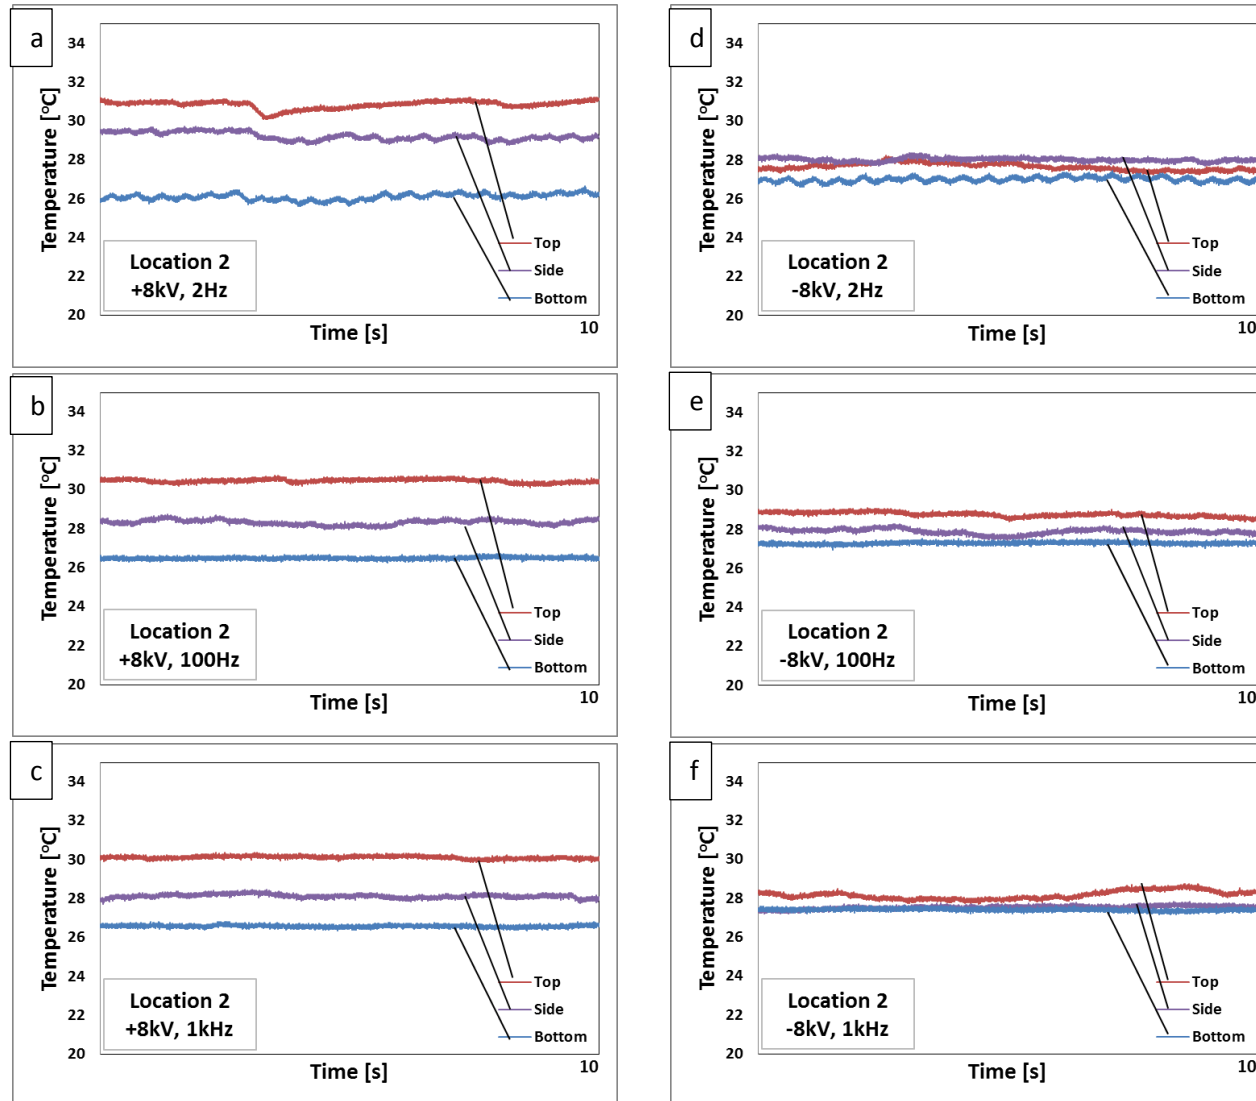 a
Temperature [°C]
34
32
30
28
26
24
22
20
Location 2
+8kV, 2Hz
Top
Side
Bottom
10
Time [s]
d
Temperature [°C]
34
32
30
28
26
24
22
20
Location 2
-8kV, 2Hz
Top
Side
Bottom
10
Time [s]
b
Temperature [°C]
34
32
30
28
26
24
22
20
Location 2
+8kV, 100Hz
Top
Side
Bottom
10
Time [s]
e
Temperature [°C]
34
32
30
28
26
24
22
20
Location 2
-8kV, 100Hz
Top
Side
Bottom
10
Time [s]
c
Temperature [°C]
34
32
30
28
26
24
22
20
Location 2
+8kV, 1kHz
Top
Side
Bottom
10
Time [s]
f
Temperature [°C]
34
32
30
28
26
24
22
20
Location 2
-8kV, 1kHz
Top
Side
Bottom
10
Time [s]